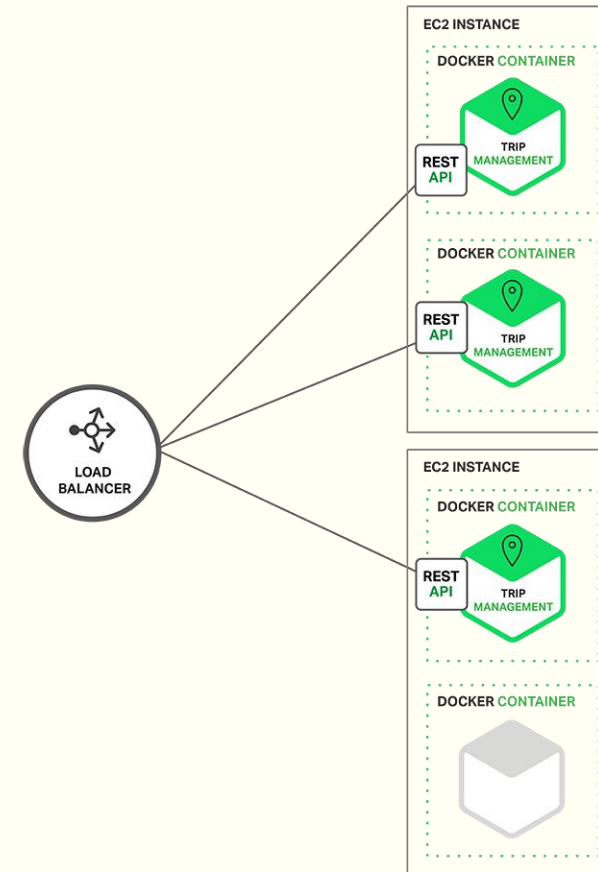 EC2 INSTANCE
DOCKER CONTAINER
TRIP
MANAGEMENT
REST
API
DOCKER CONTAINER
TRIP
MANAGEMENT
REST
API
LOAD
BALANCER
EC2 INSTANCE
DOCKER CONTAINER
TRIP
MANAGEMENT
REST
API
DOCKER CONTAINER